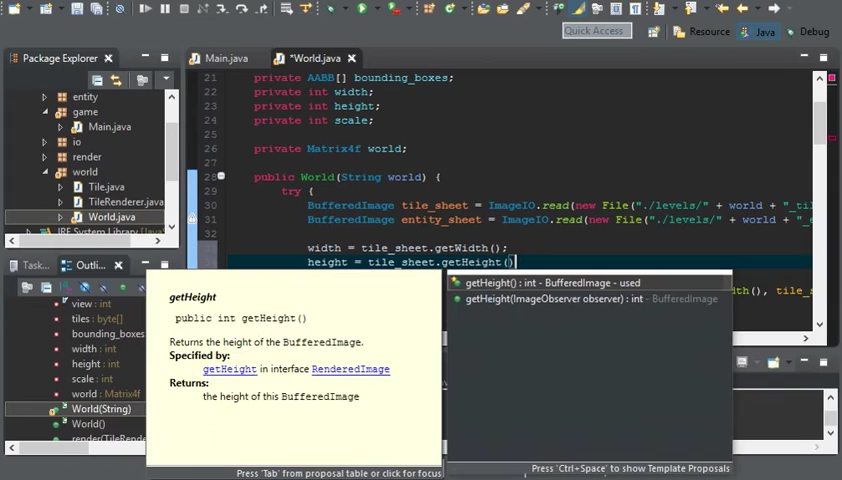 Quick Access
Resource
Java
Debug
Package Explorer
Main.java
*World.java
entity
game
Main.java
io
render
world
Tile.java
TileRenderer.java
World.java
JRE System Library
21 private AABB[] bounding_boxes;
22 private int width;
23 private int height;
24 private int scale;
25
26 private Matrix4f world;
27
28 public World(String world) {
29 try {
30 BufferedImage tile_sheet = ImageIO.read(new File("./levels/" + world + "_til
31 BufferedImage entity_sheet = ImageIO.read(new File("./levels/" + world + "_e
32
width = tile_sheet.getWidth();
height = tile_sheet.getHeight()
dth(), tile_s
Task...
Outli...
view : int
tiles : byte[]
bounding_boxes
width : int
height : int
scale : int
world : Matrix4f
World(String)
World()
render(TileRende
getHeight
public int getHeight()
Returns the height of the BufferedImage.
Specified by:
getHeight in interface RenderedImage
Returns:
the height of this BufferedImage
Press 'Tab' from proposal table or click for focus
getHeight() : int - BufferedImage - used
getHeight(ImageObserver observer) : int - BufferedImage
Press 'Ctrl+Space' to show Template Proposals